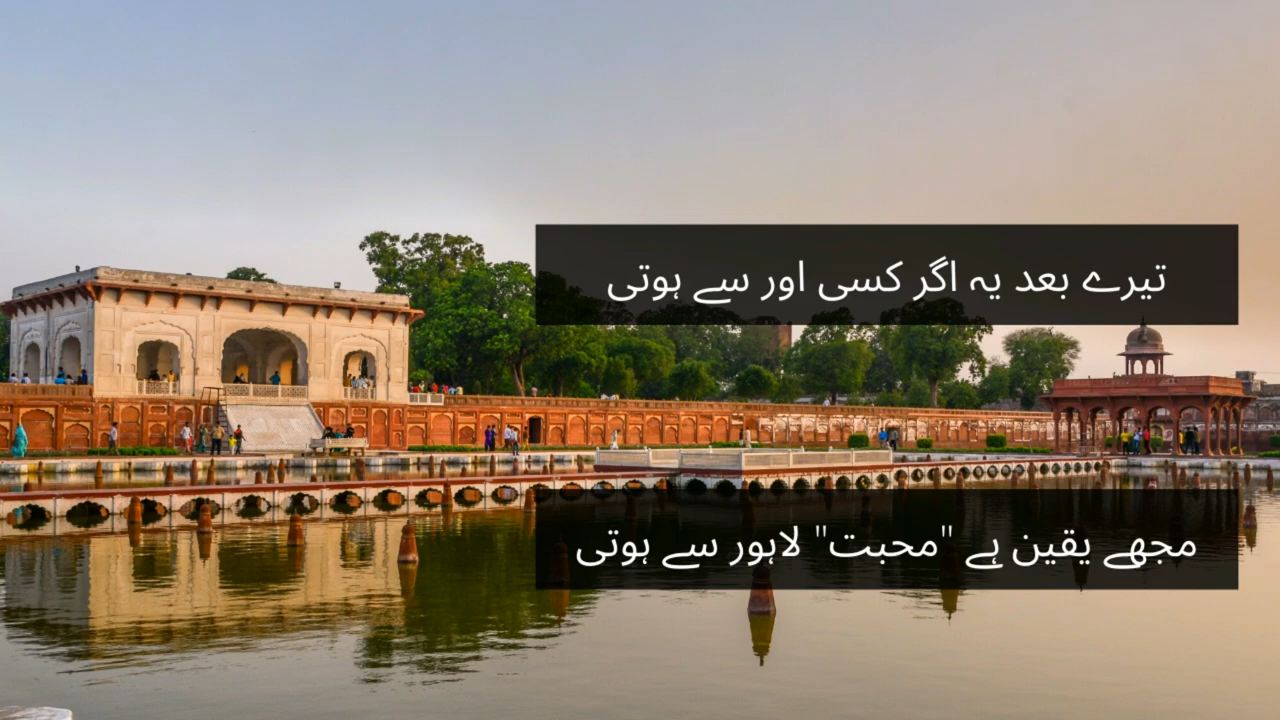 تیرے بعد یہ اگر کسی اور سے ہوتی
مجھے یقین ہے "محبت" لاہور سے ہوتی